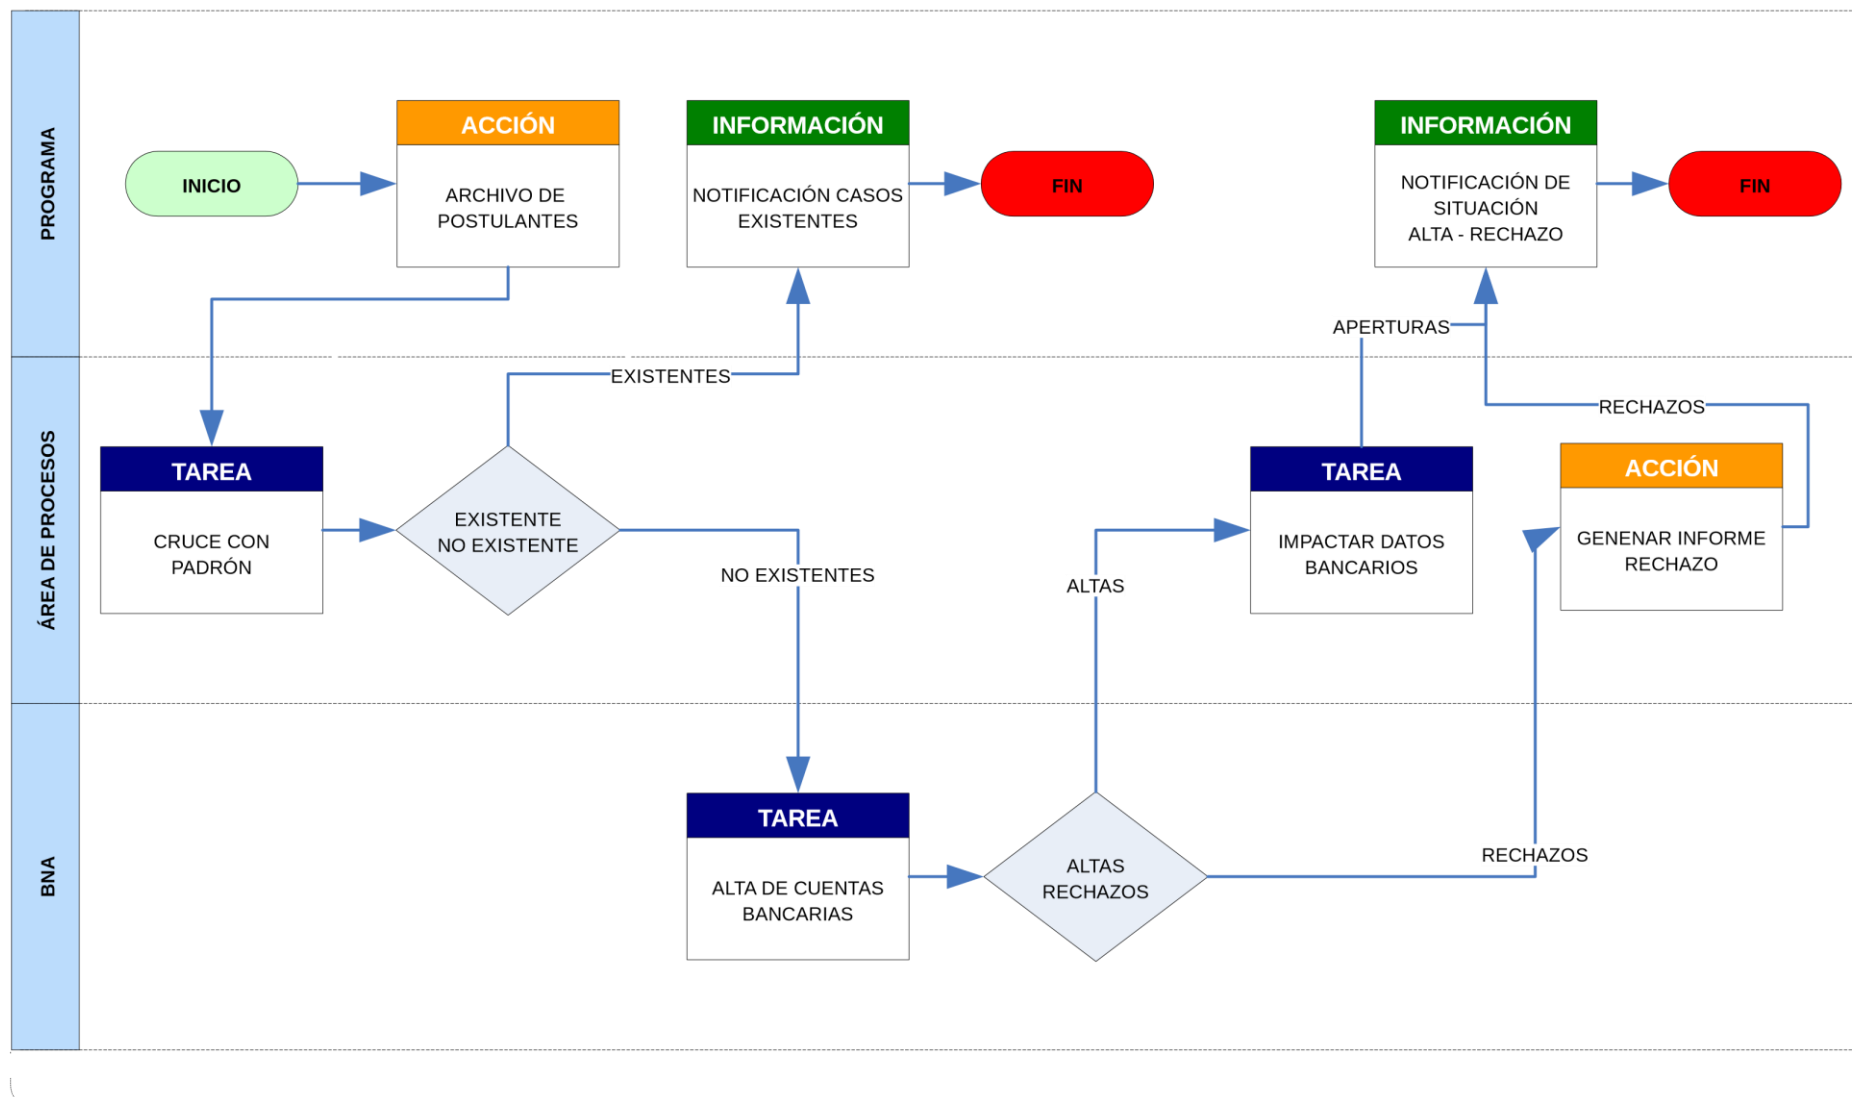 PROGRAMA
INICIO
ACCIÓN
ARCHIVO DE
POSTULANTES
INFORMACIÓN
NOTIFICACIÓN CASOS
EXISTENTES
FIN
INFORMACIÓN
NOTIFICACIÓN DE
SITUACIÓN
ALTA - RECHAZO
FIN
APERTURAS
ÁREA DE PROCESOS
EXISTENTES
RECHAZOS
TAREA
CRUCE CON
PADRÓN
EXISTENTE
NO EXISTENTE
NO EXISTENTES
ALTAS
TAREA
IMPACTAR DATOS
BANCARIOS
ACCIÓN
GENENAR INFORME
RECHAZO
BNA
TAREA
ALTA DE CUENTAS
BANCARIAS
ALTAS
RECHAZOS
RECHAZOS